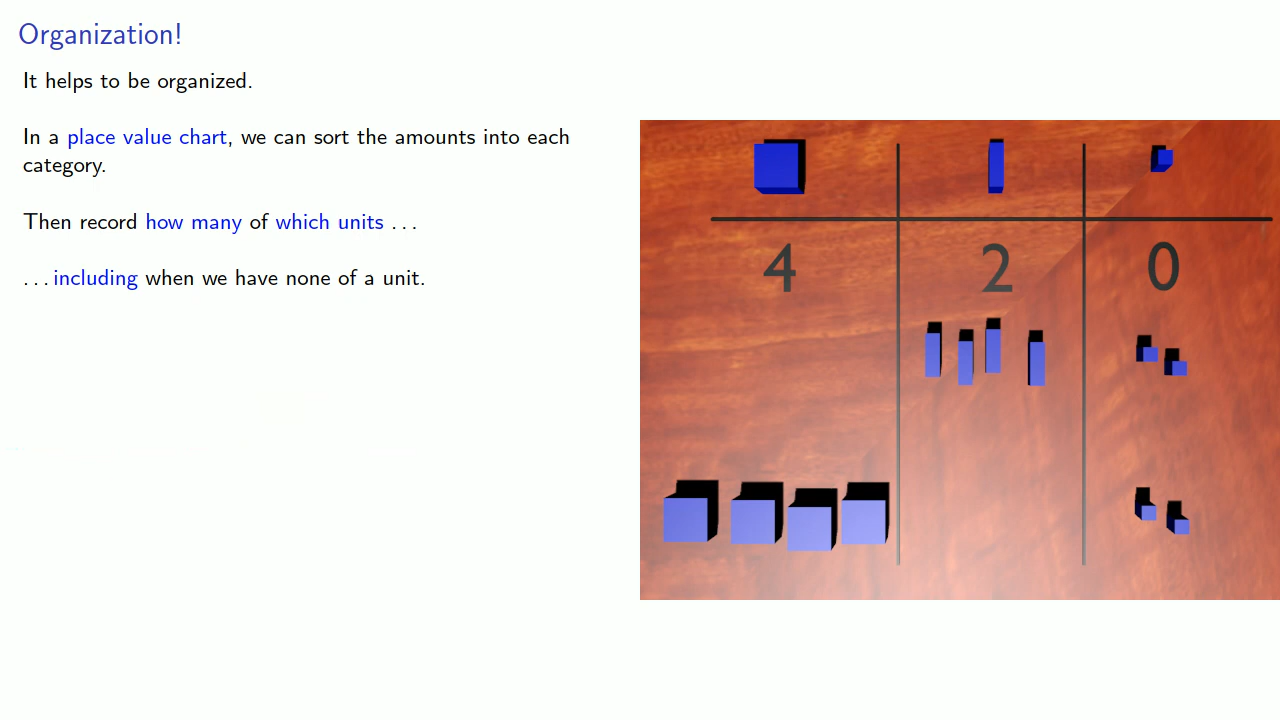 Organization!
It helps to be organized.
In a place value chart, we can sort the amounts into each
category.
Then record how many of which units . . .
. . . including when we have none of a unit.
4 2 0